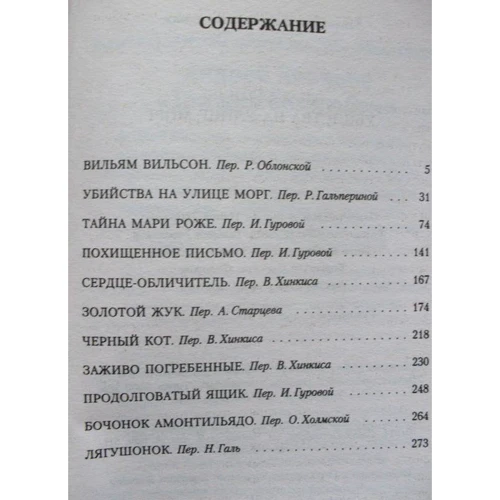 СОДЕРЖАНИЕ
ВИЛЬЯМ ВИЛЬСОН. Пер. Р. Облонской . . . . . . . . . . . . 5
УБИЙСТВА НА УЛИЦЕ МОРГ. Пер. Р. Гальпериной . . . . 31
ТАЙНА МАРИ РОЖЕ. Пер. И. Гуровой . . . . . . . . . . . . 74
ПОХИЩЕННОЕ ПИСЬМО. Пер. И. Гуровой . . . . . . . . . 141
СЕРДЦЕ-ОБЛИЧИТЕЛЬ. Пер. В. Хинкиса . . . . . . . . . . 167
ЗОЛОТОЙ ЖУК. Пер. А. Старцева . . . . . . . . . . . . . . 174
ЧЕРНЫЙ КОТ. Пер. В. Хинкиса . . . . . . . . . . . . . . . 218
ЗАЖИВО ПОГРЕБЕННЫЕ. Пер. В. Хинкиса . . . . . . . . . 230
ПРОДОЛГОВАТЫЙ ЯЩИК. Пер. И. Гуровой . . . . . . . . . 248
БОЧОНОК АМОНТИЛЬЯДО. Пер. О. Холмской . . . . . . . 264
ЛЯГУШОНОК. Пер. Н. Галь . . . . . . . . . . . . . . . . . 273